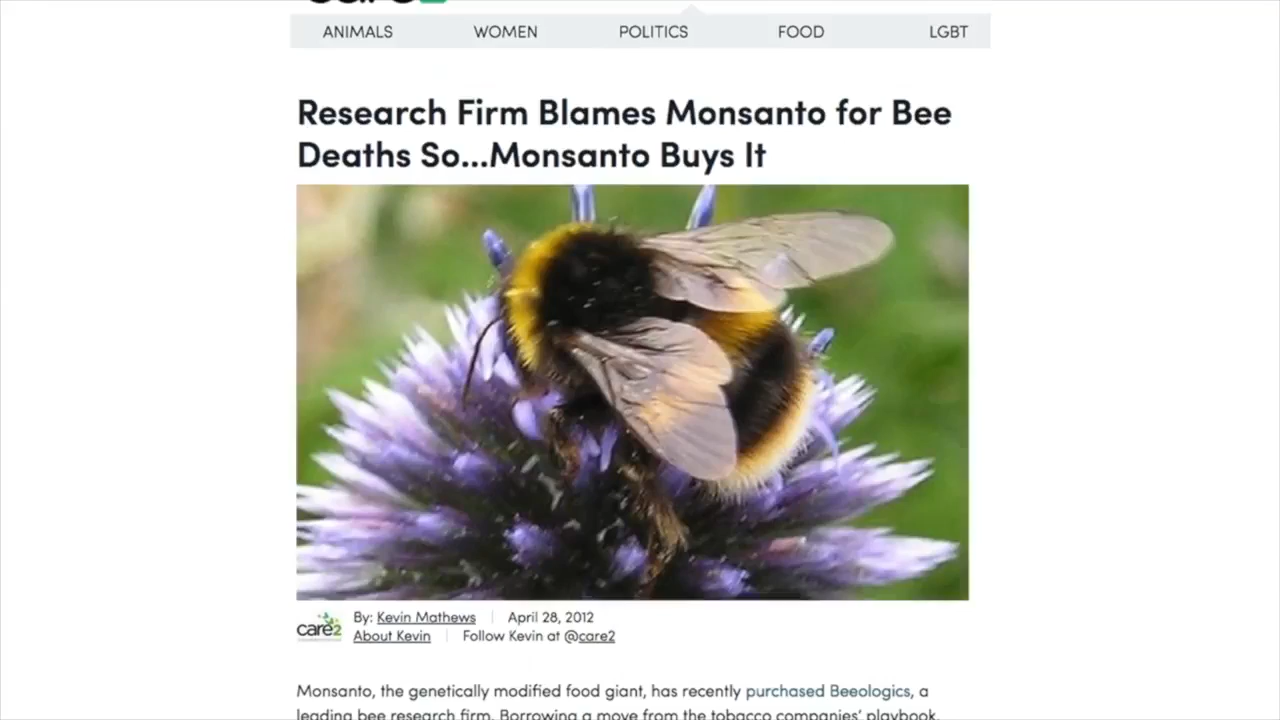 ANIMALS WOMEN POLITICS FOOD LGBT
Research Firm Blames Monsanto for Bee
Deaths So...Monsanto Buys It
care2
By: Kevin Mathews | April 28, 2012
About Kevin | Follow Kevin at @care2
Monsanto, the genetically modified food giant, has recently purchased Beeologics, a
leading bee research firm. Borrowing a move from the tobacco companies' playbook,